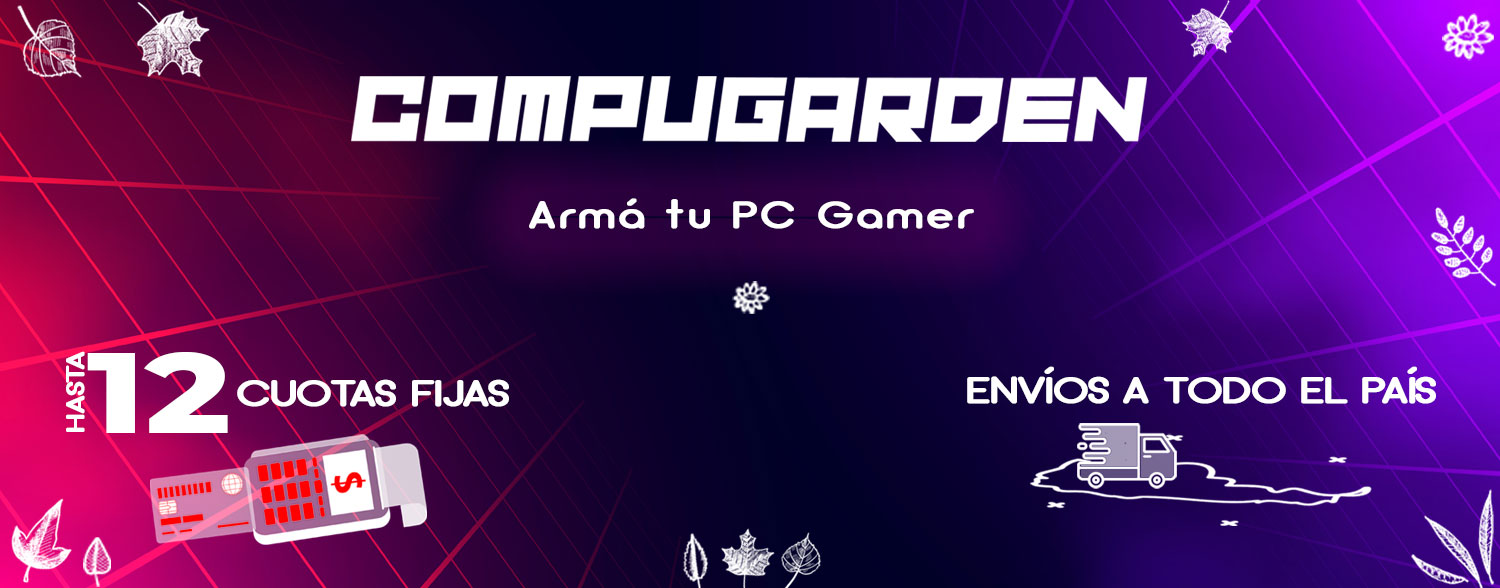 COMPUGARDEN
Armá tu PC Gamer
HASTA 12 CUOTAS FIJAS
$
ENVÍOS A TODO EL PAÍS